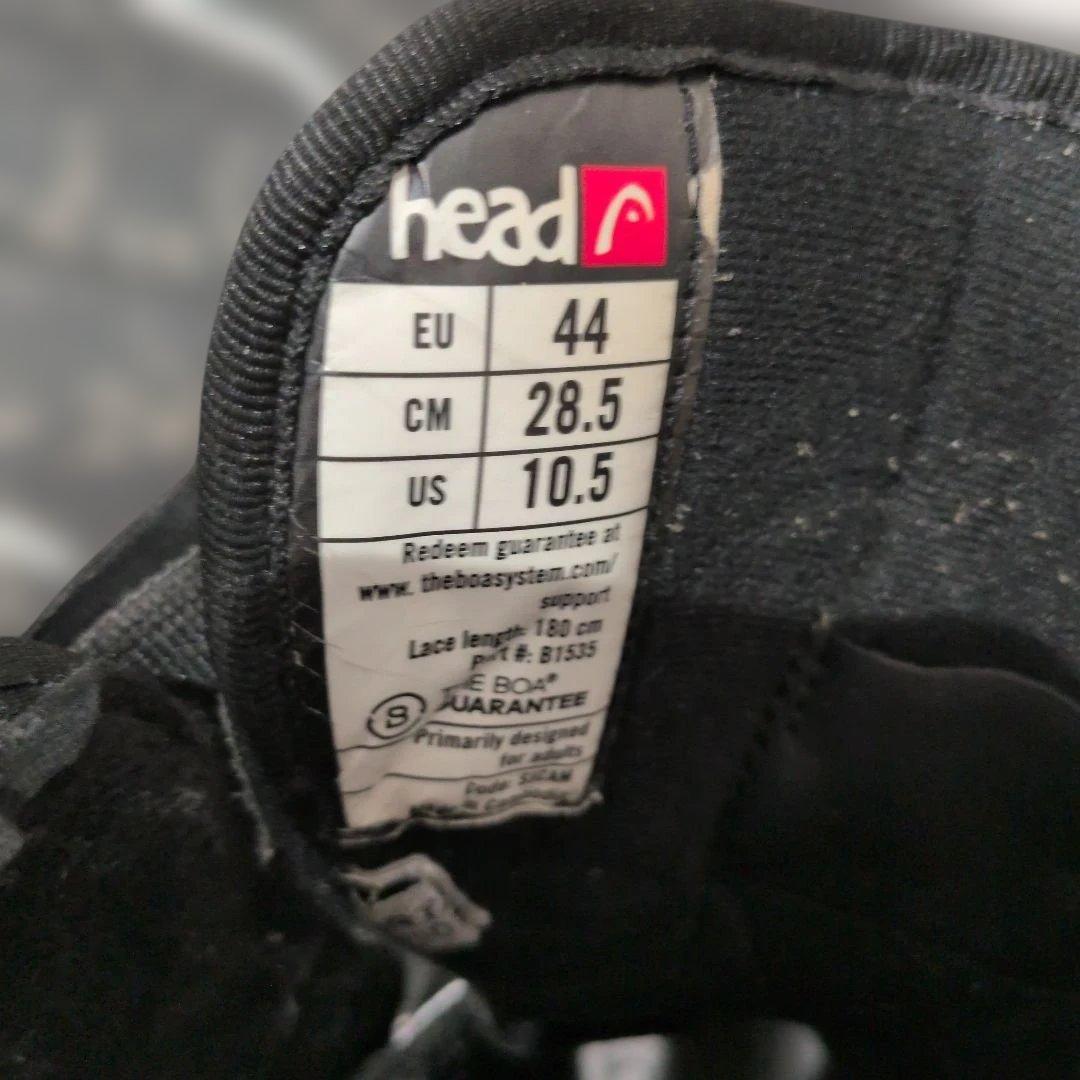 head
EU 44
CM 28.5
US 10.5
Redeem guarantee at
www. theboasystem.com/
support
Lace length: 180 cm
#: B1535
BOA®
GUARANTEE
Primarily designed
for adults